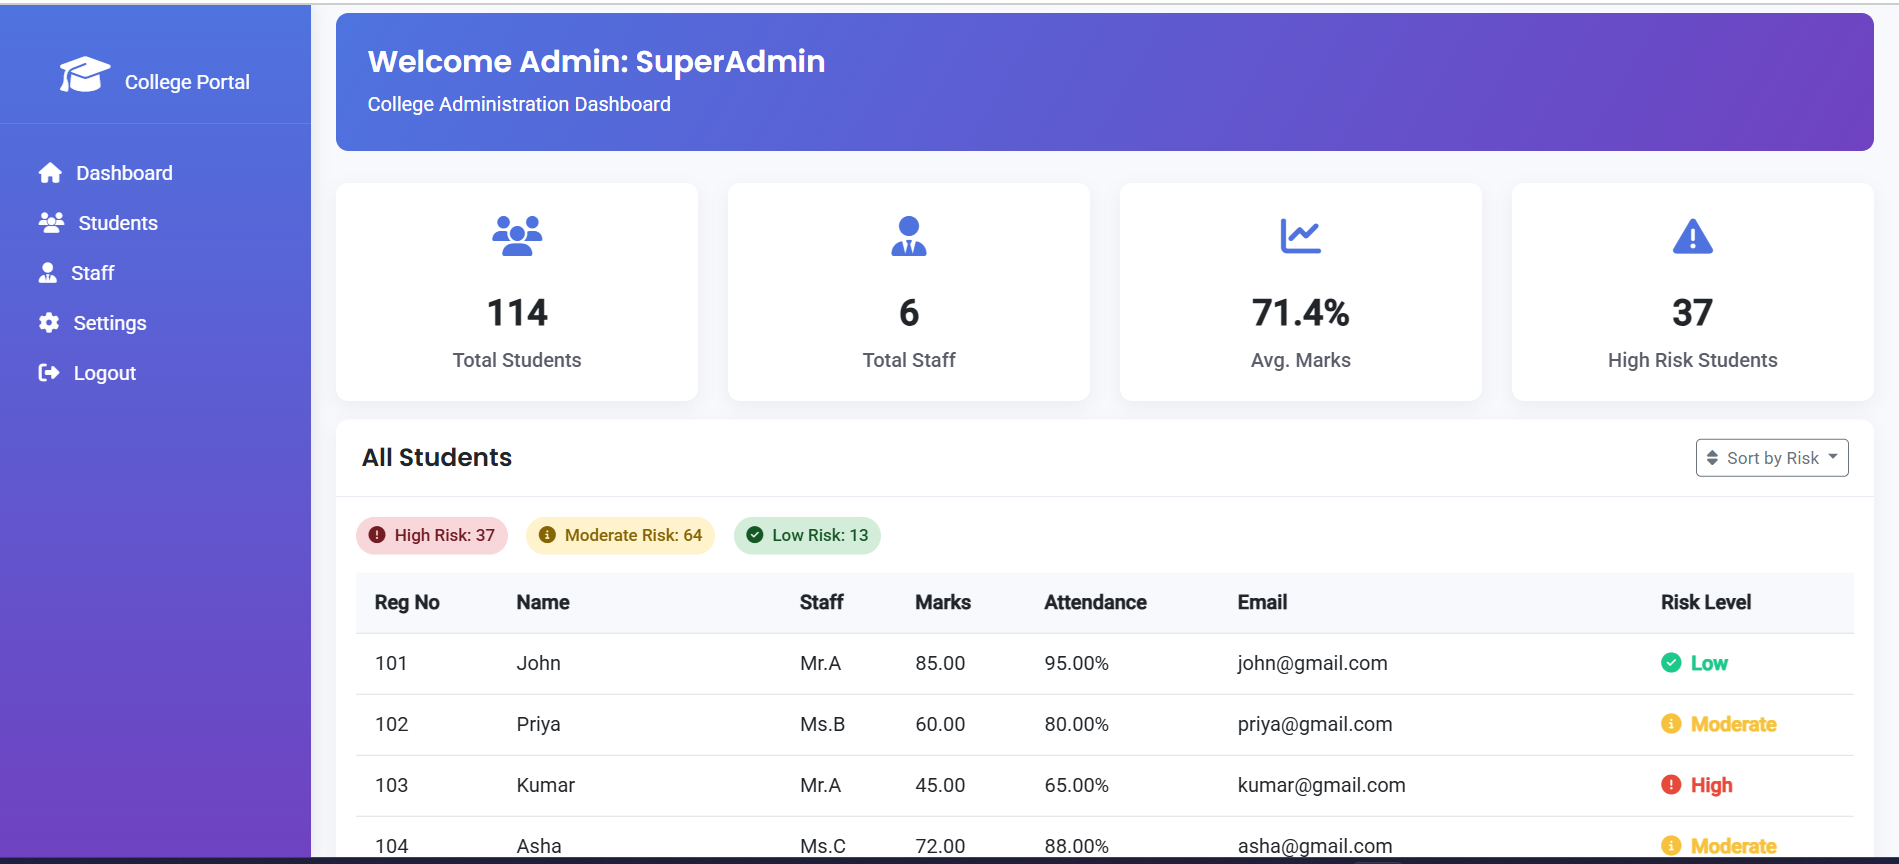 College Portal
Dashboard
Students
Staff
Settings
Logout
Welcome Admin: SuperAdmin
College Administration Dashboard
114
Total Students
6
Total Staff
71.4%
Avg. Marks
37
High Risk Students
All Students
Sort by Risk
High Risk: 37 Moderate Risk: 64 Low Risk: 13
Reg No Name Staff Marks Attendance Email Risk Level
101 John Mr.A 85.00 95.00% john@gmail.com Low
102 Priya Ms.B 60.00 80.00% priya@gmail.com Moderate
103 Kumar Mr.A 45.00 65.00% kumar@gmail.com High
104 Asha Ms.C 72.00 88.00% asha@gmail.com Moderate